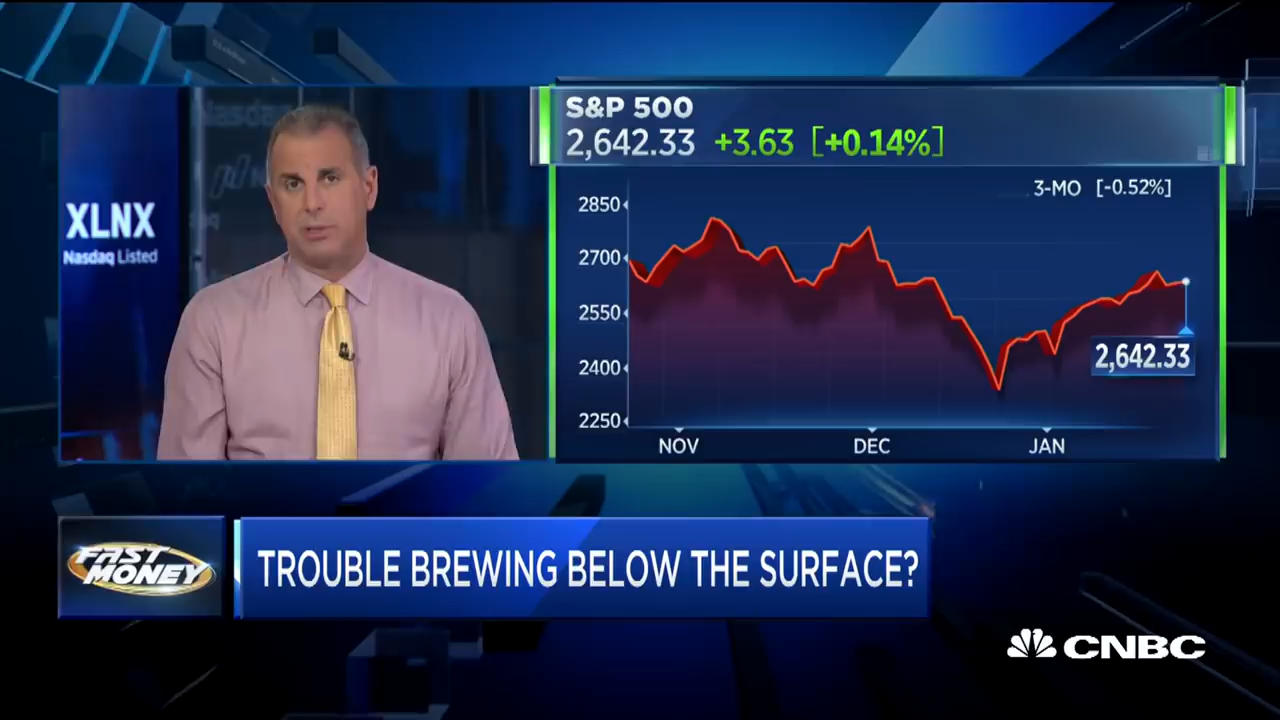 XLNX
Nasdaq Listed
Nasdaq
S&P 500
2,642.33 +3.63 [+0.14%]
3-MO [-0.52%]
2850
2700
2550
2400
2250
2,642.33
NOV DEC JAN
FAST
MONEY
TROUBLE BREWING BELOW THE SURFACE?
CNBC